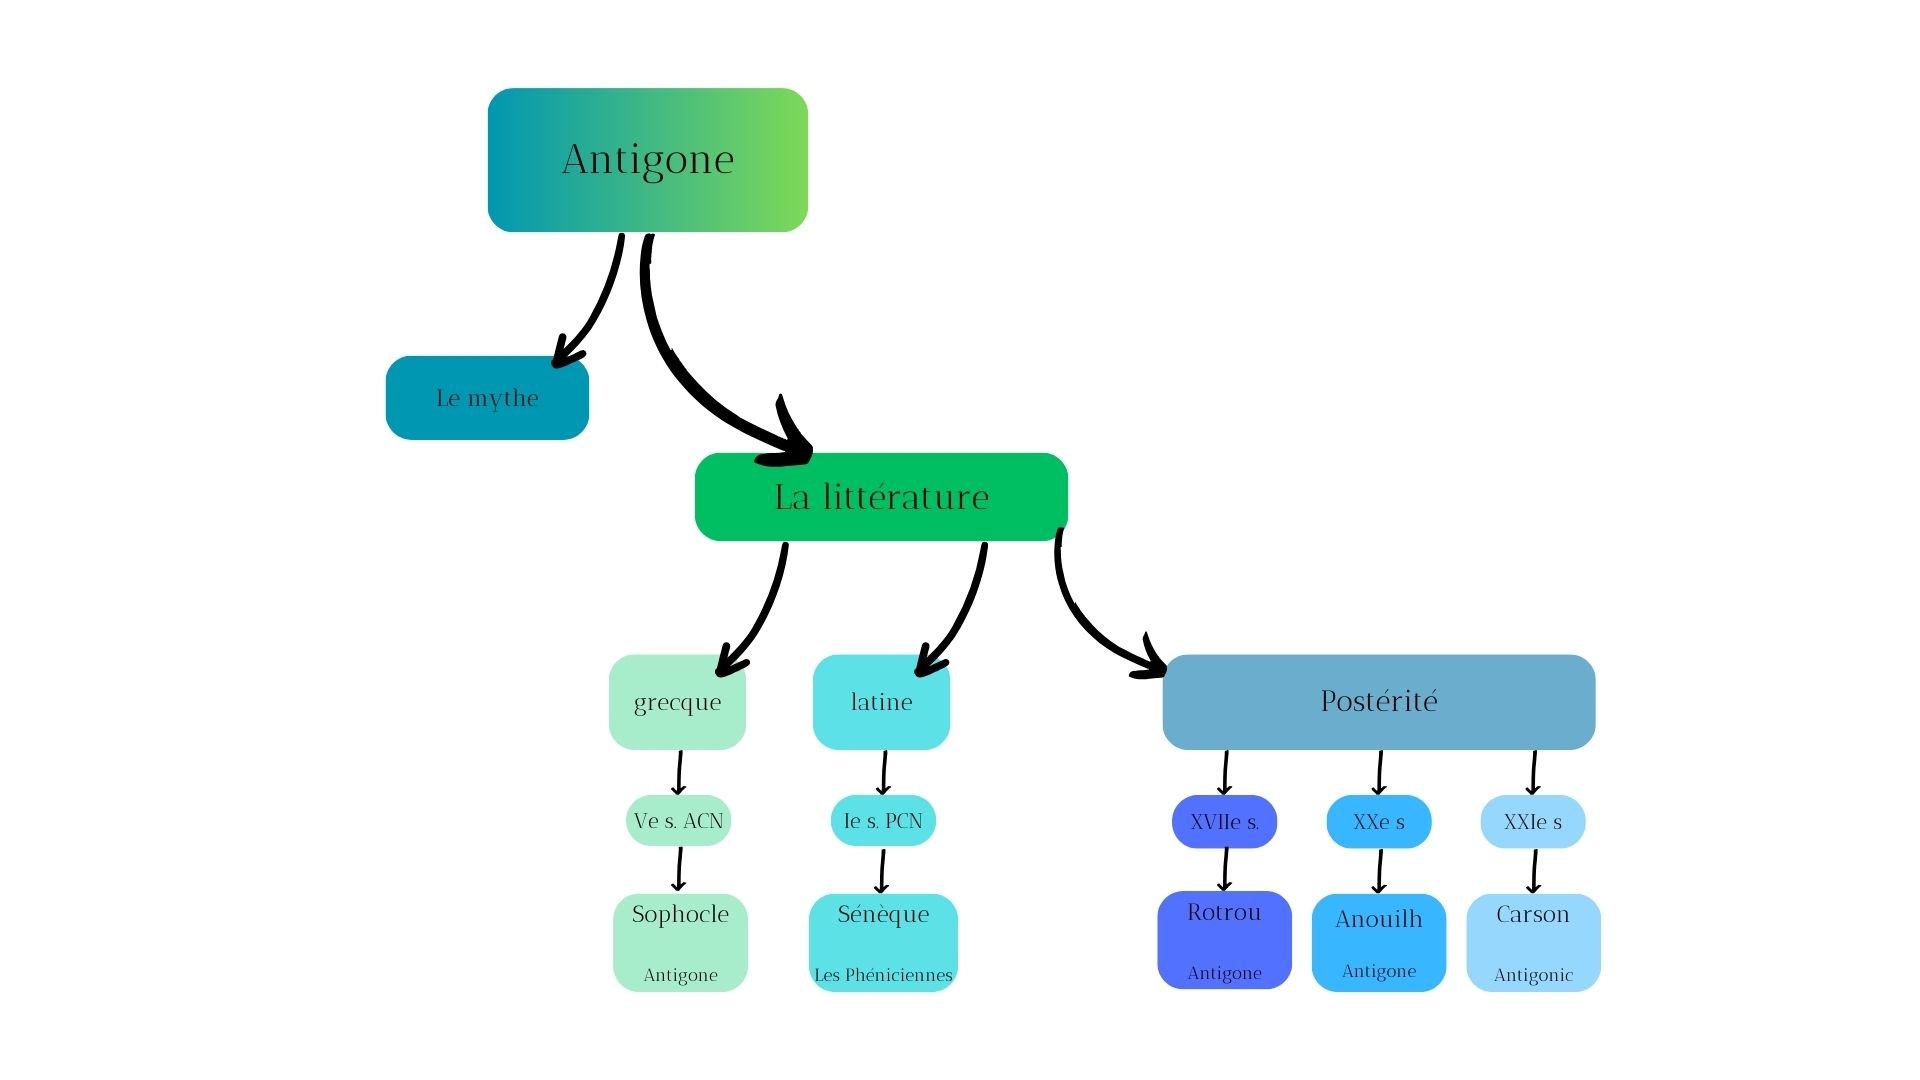 Antigone
Le mythe
La littérature
grecque
latine
Postérité
Ve s. ACN
Ie s. PCN
XVIIe s.
XXe s
XXIe s
Sophocle
Antigone
Sénèque
Les Phéniciennes
Rotrou
Antigone
Anouilh
Antigone
Carson
Antigonic